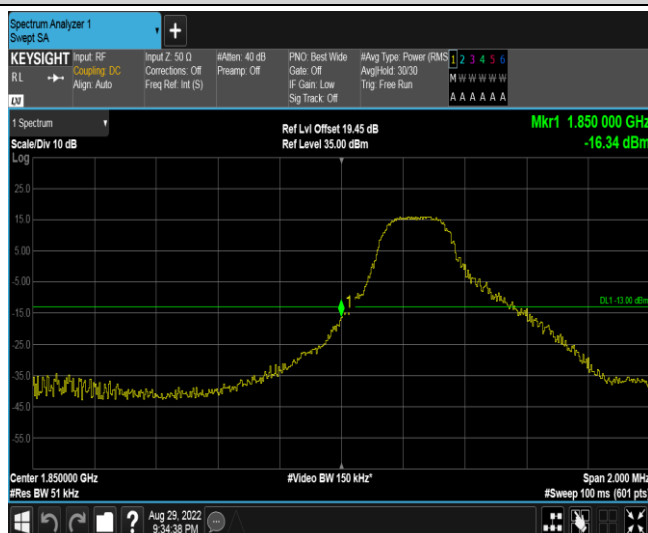 Spectrum Analyzer 1
Swept SA
+
KEYSIGHT
RL
Input: RF
Coupling: DC
Align: Auto
Input Z: 50 Ω
Corrections: Off
Freq Ref: Int (S)
#Atten: 40 dB
Preamp: Off
PNO: Best Wide
Gate: Off
IF Gain: Low
Sig Track: Off
#Avg Type: Power (RMS
Avg|Hold: 30/30
Trig: Free Run
1 2 3 4 5 6
M W W W W W
A A A A A A
LXI
1 Spectrum
Scale/Div 10 dB
Log
Ref Lvl Offset 19.45 dB
Ref Level 35.00 dBm
Mkr1 1.850 000 GHz
-16.34 dBm
25.0
15.0
5.00
-5.00
-15.0
-25.0
-35.0
-45.0
-55.0
1
DL1 -13.00 dBm
Center 1.850000 GHz
#Res BW 51 kHz
#Video BW 150 kHz*
Span 2.000 MHz
#Sweep 100 ms (601 pts)
?
Aug 29, 2022
9:34:38 PM